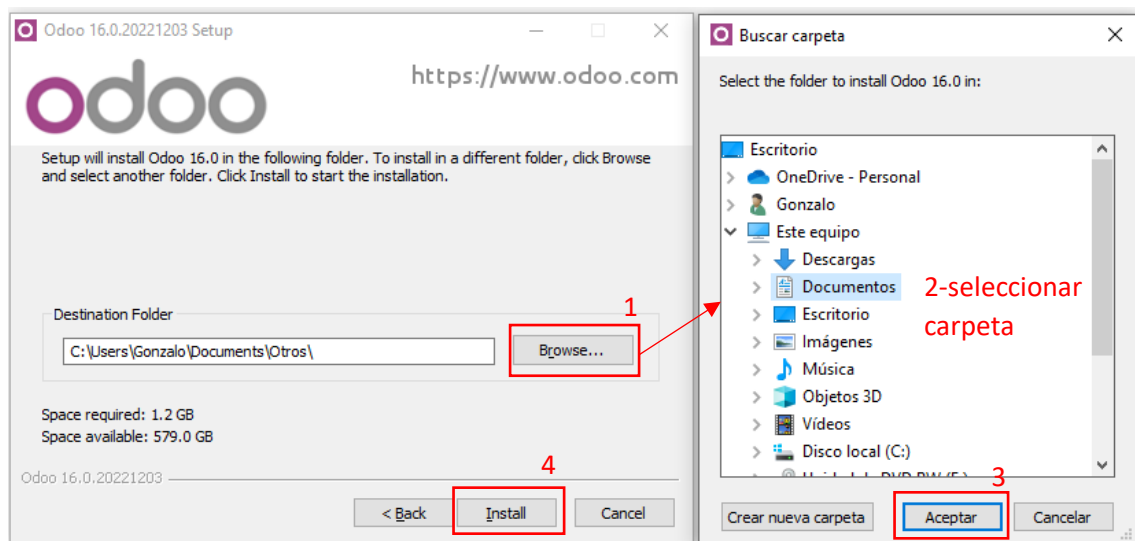 Odoo 16.0.20221203 Setup
odoo
https://www.odoo.com
Setup will install Odoo 16.0 in the following folder. To install in a different folder, click Browse
and select another folder. Click Install to start the installation.
Destination Folder
1
C:\Users\Gonzalo\Documents\Otros\
Browse...
Space required: 1.2 GB
Space available: 579.0 GB
Odoo 16.0.20221203
4
< Back
Install
Cancel
Buscar carpeta
Select the folder to install Odoo 16.0 in:
Escritorio
OneDrive - Personal
Gonzalo
Este equipo
Descargas
Documentos
Escritorio
Imágenes
Música
Objetos 3D
Vídeos
Disco local (C:)
2-seleccionar
carpeta
3
Crear nueva carpeta
Aceptar
Cancelar